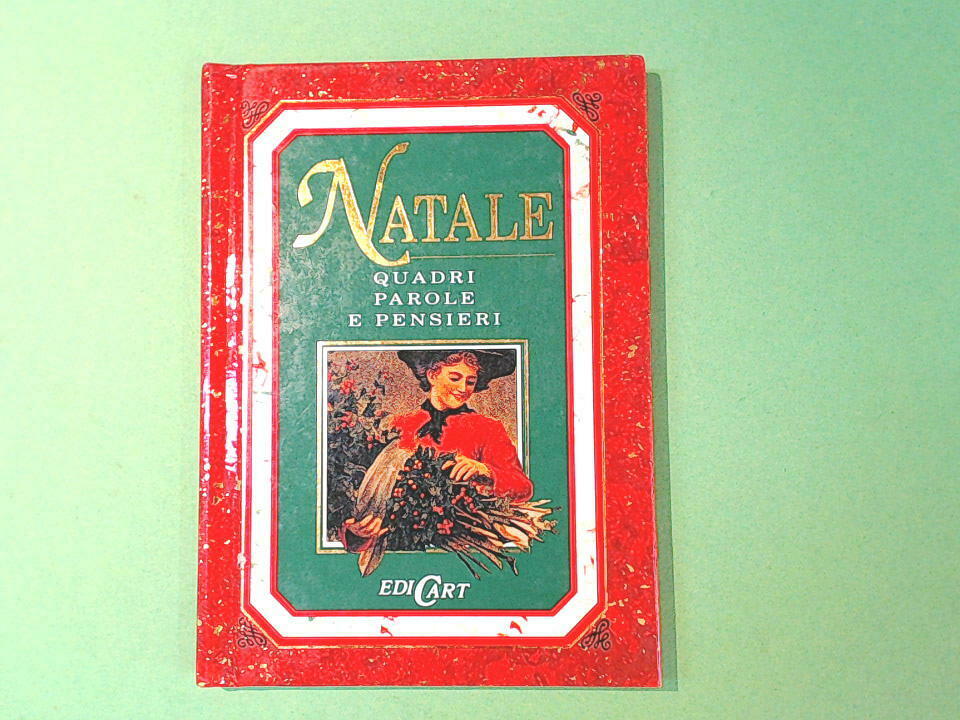 NATALE
QUADRI
PAROLE
E PENSIERI
EDICART